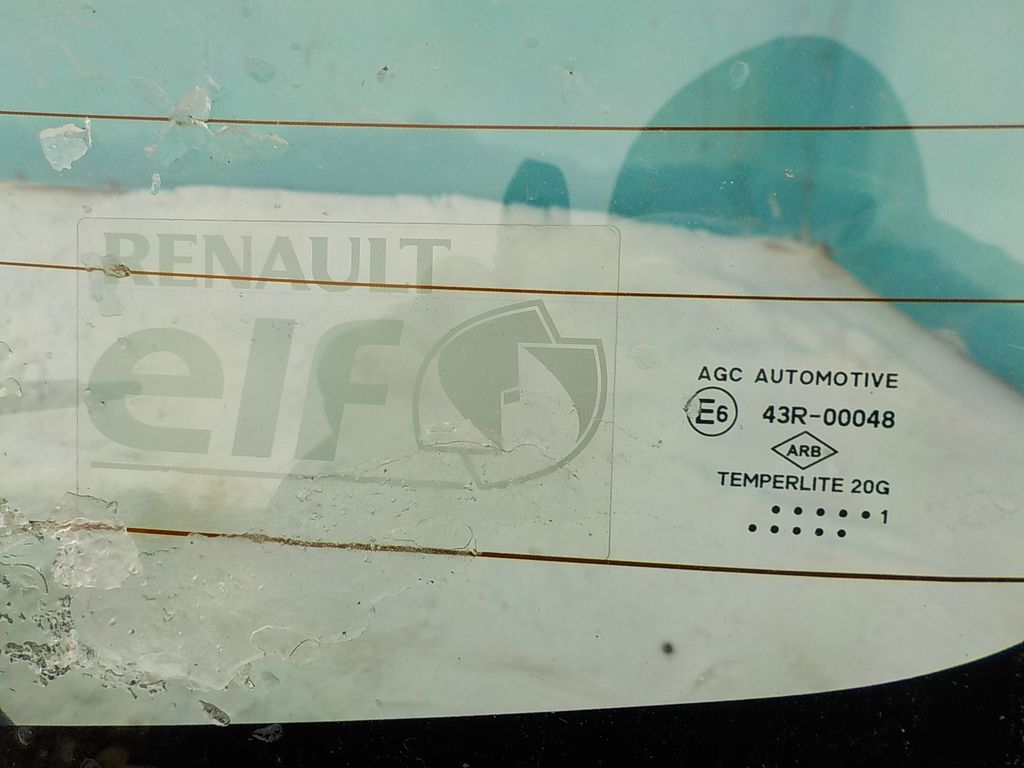 RENAULT
elf
AGC AUTOMOTIVE
E6 43R-00048
ARB
TEMPERLITE 20G
•••••1
•••••